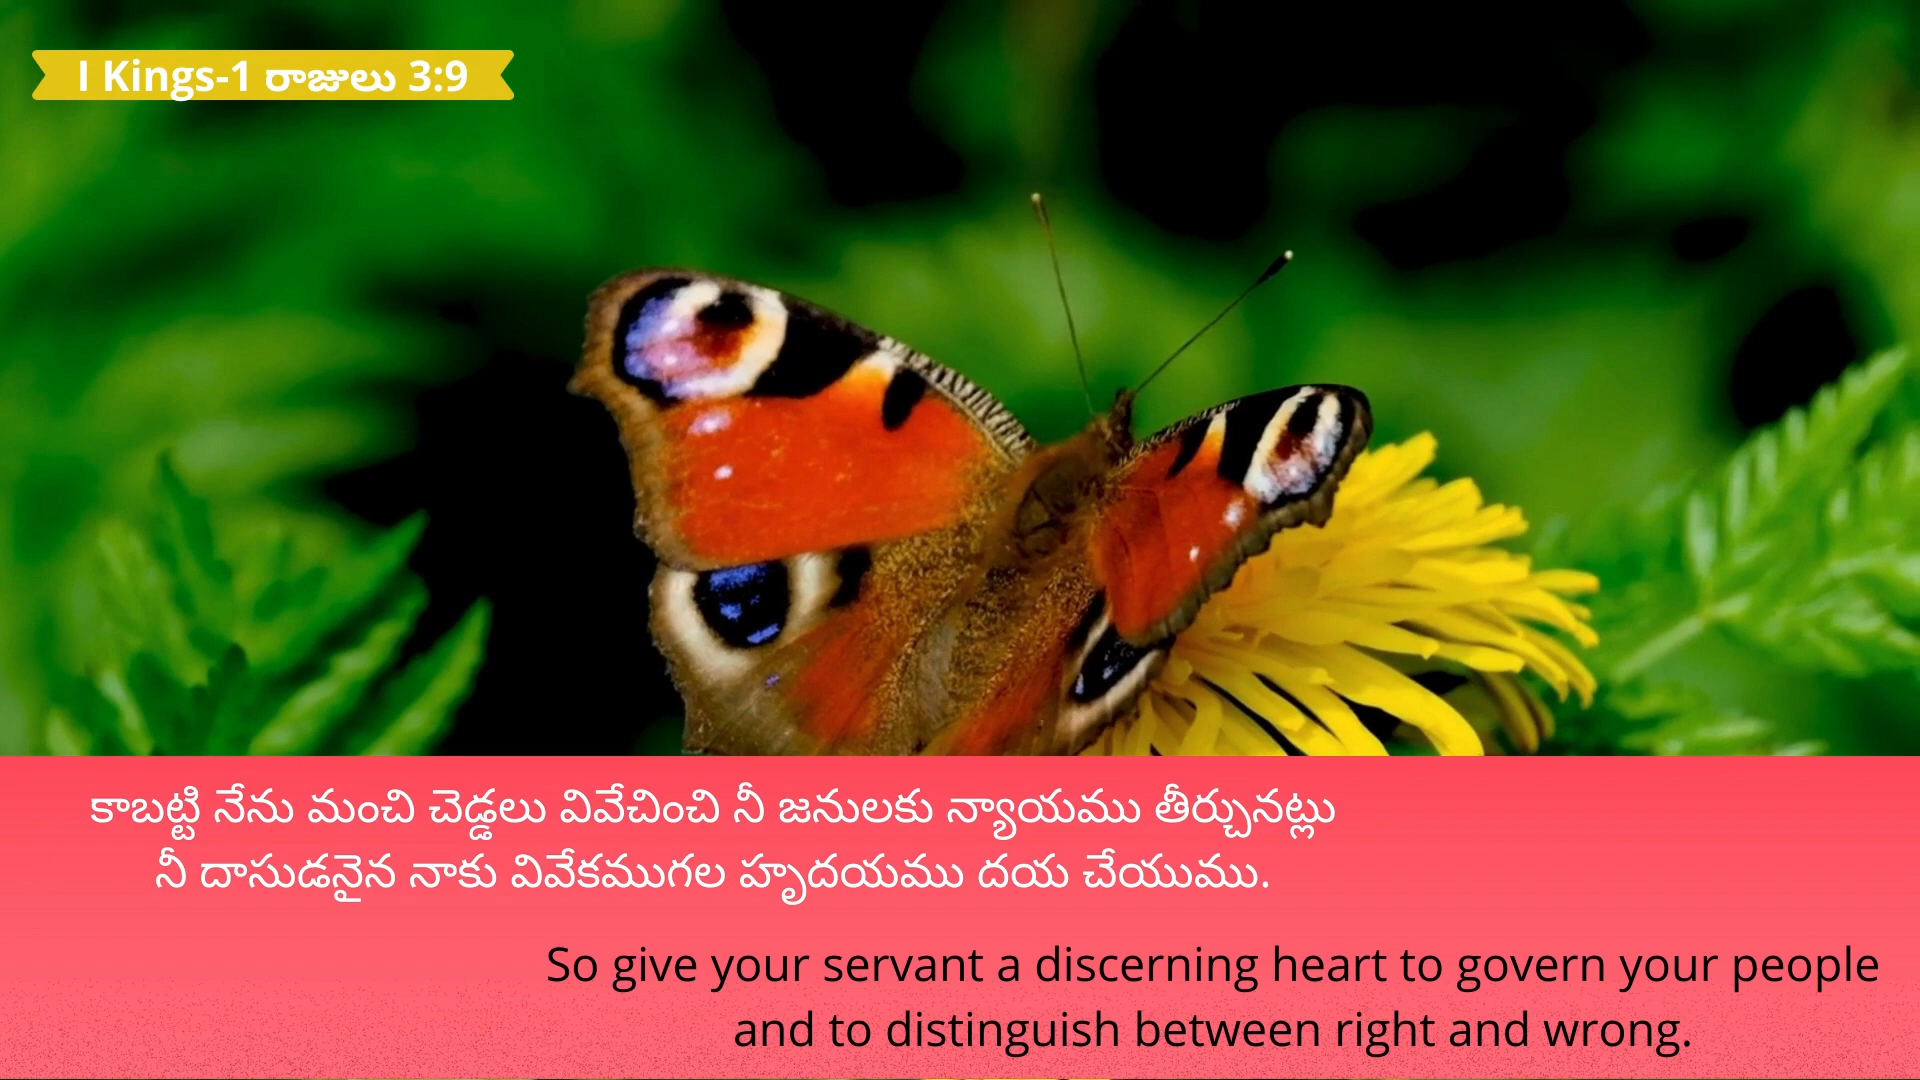 I Kings-1 రాజులు 3:9
కాబట్టి నేను మంచి చెడ్డలు వివేచించి నీ జనులకు న్యాయము తీర్చునట్లు
నీ దాసుడనైన నాకు వివేకముగల హృదయము దయ చేయుము.
So give your servant a discerning heart to govern your people
and to distinguish between right and wrong.